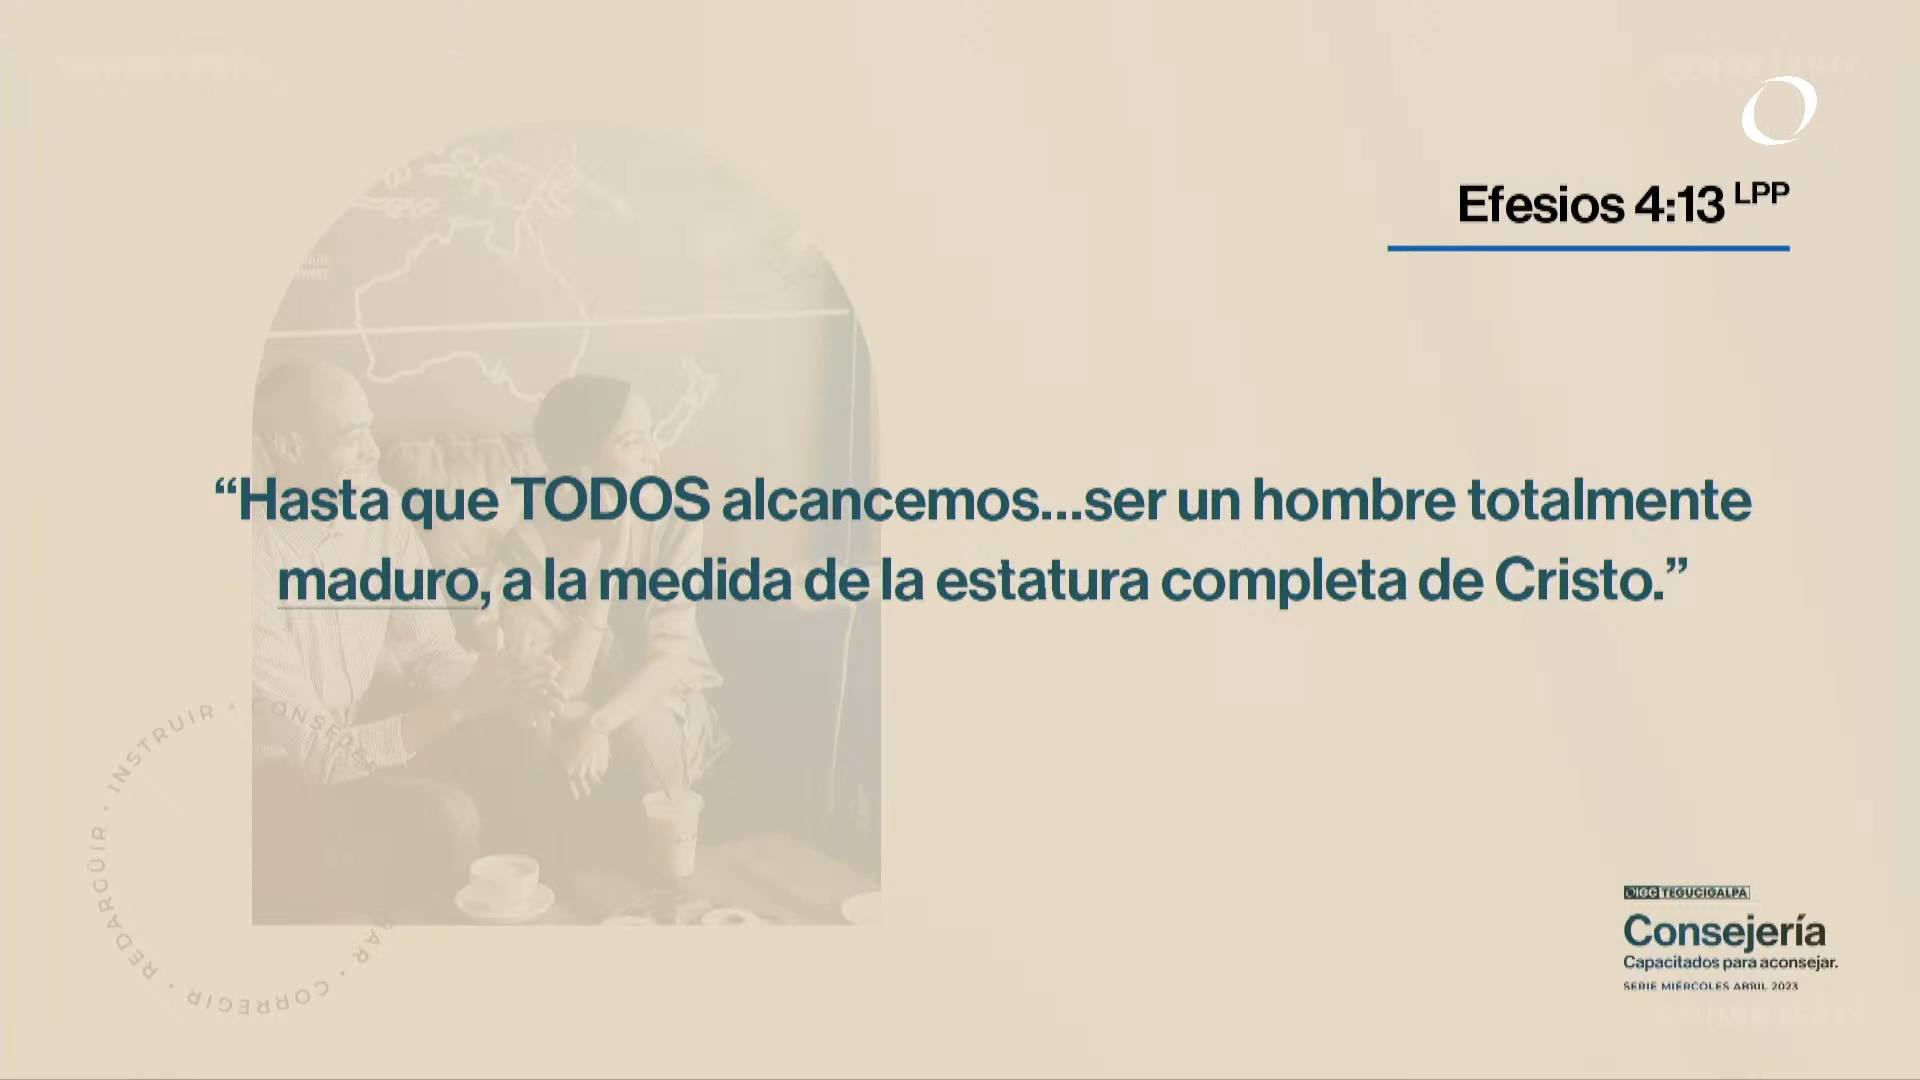 Efesios 4:13 LPP
“Hasta que TODOS alcancemos...ser un hombre totalmente
maduro, a la medida de la estatura completa de Cristo.”
REDARGÜIR · INSTRUIR ·
CORREGIR ·
IGC TEGUCIGALPA
Consejería
Capacitados para aconsejar.
SERIE MIÉRCOLES ABRIL 2023